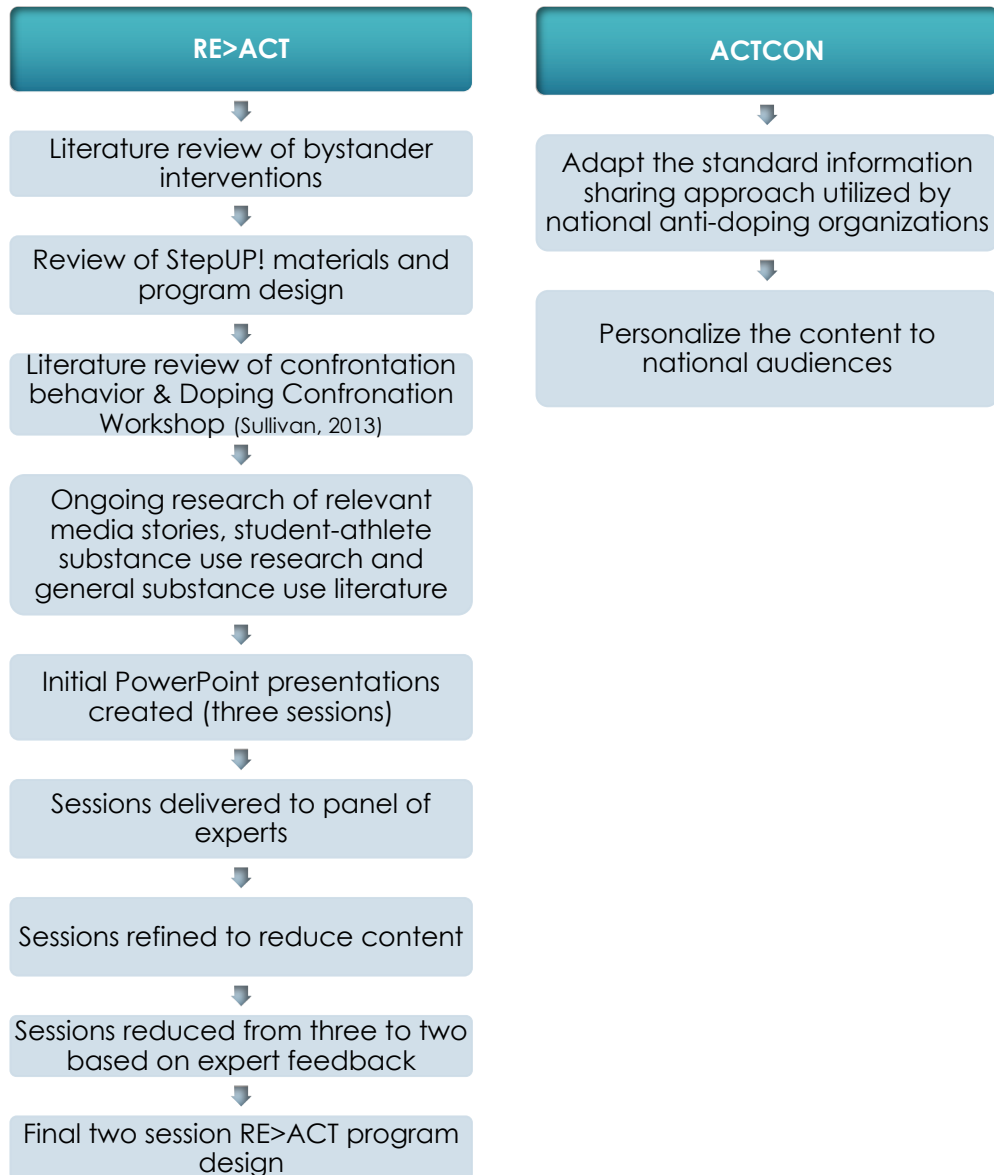 RE>ACT
Literature review of bystander
interventions
Review of StepUP! materials and
program design
Literature review of confrontation
behavior & Doping Confronation
Workshop (Sullivan, 2013)
Ongoing research of relevant
media stories, student-athlete
substance use research and
general substance use literature
Initial PowerPoint presentations
created (three sessions)
Sessions delivered to panel of
experts
Sessions refined to reduce content
Sessions reduced from three to two
based on expert feedback
Final two session RE>ACT program
design
ACTCON
Adapt the standard information
sharing approach utilized by
national anti-doping organizations
Personalize the content to
national audiences